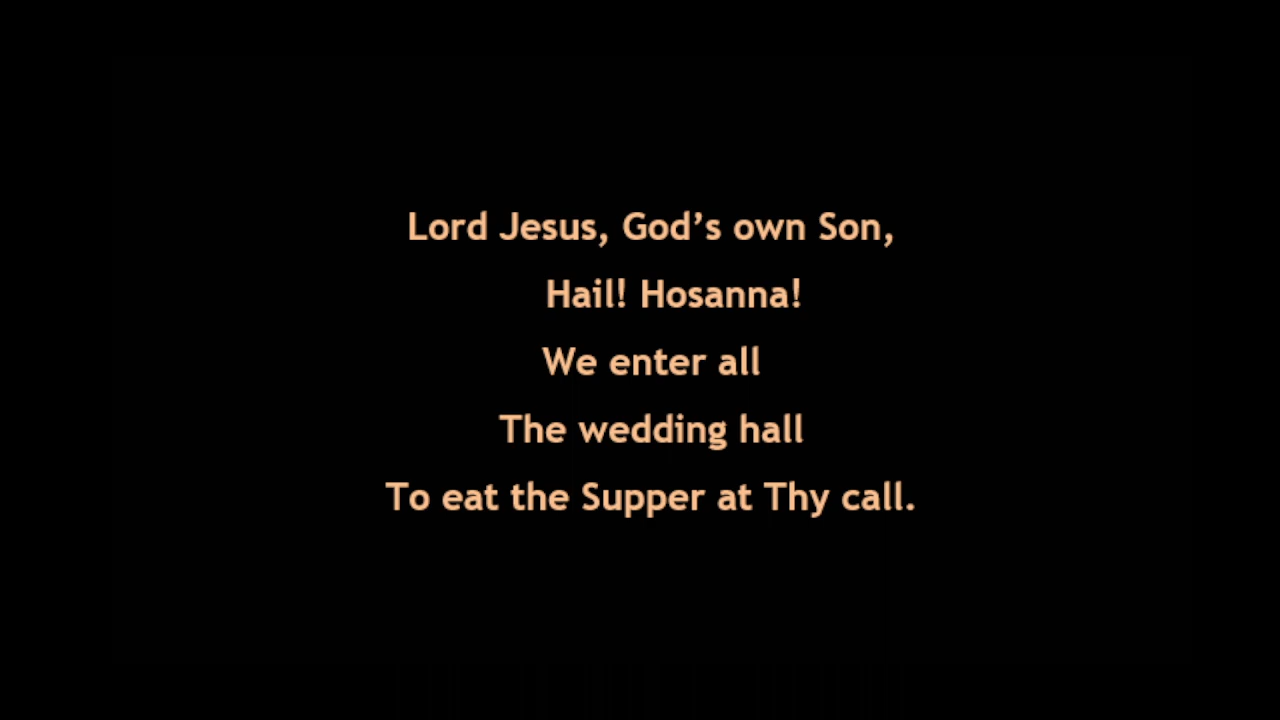 Lord Jesus, God’s own Son,
Hail! Hosanna!
We enter all
The wedding hall
To eat the Supper at Thy call.